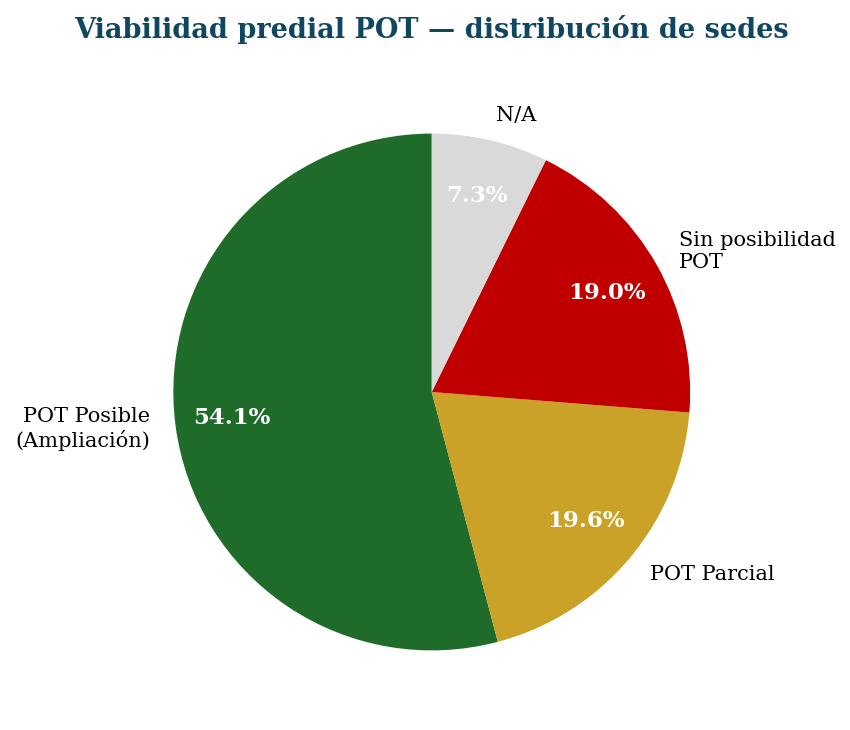 Viabilidad predial POT — distribución de sedes
N/A
7.3%
Sin posibilidad
POT
19.0%
POT Posible
(Ampliación)
54.1%
19.6%
POT Parcial